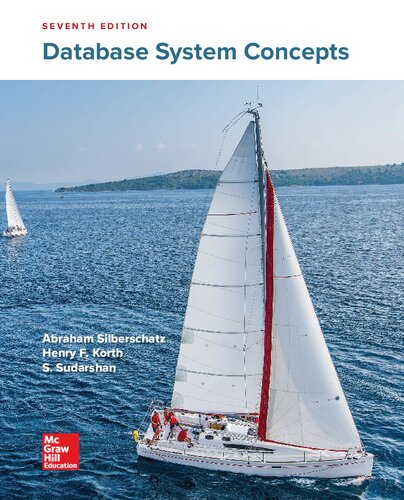 SEVENTH EDITION
Database System Concepts
Abraham Silberschatz
Henry F. Korth
S. Sudarshan
Mc
Graw
Hill
Education